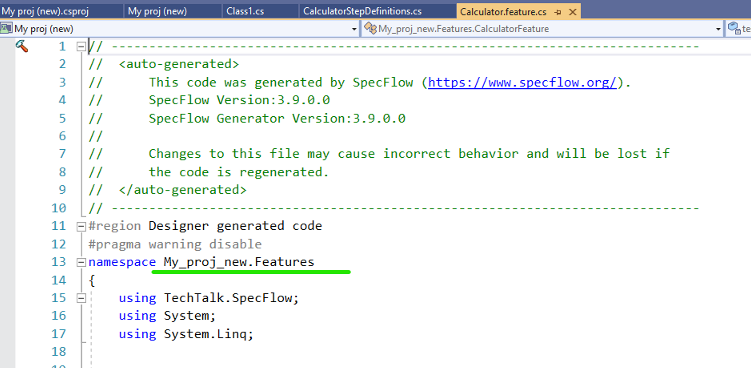 My proj (new).csproj My proj (new) Class1.cs CalculatorStepDefinitions.cs Calculator.feature.cs
My proj (new) My_proj_new.Features.CalculatorFeature
1 // ----------------------------------------------------------------------
2 // <auto-generated>
3 // This code was generated by SpecFlow (https://www.specflow.org/).
4 // SpecFlow Version:3.9.0.0
5 // SpecFlow Generator Version:3.9.0.0
6 //
7 // Changes to this file may cause incorrect behavior and will be lost if
8 // the code is regenerated.
9 // </auto-generated>
10 // ----------------------------------------------------------------------
11 #region Designer generated code
12 #pragma warning disable
13 namespace My_proj_new.Features
14 {
15 using TechTalk.SpecFlow;
16 using System;
17 using System.Linq;
18